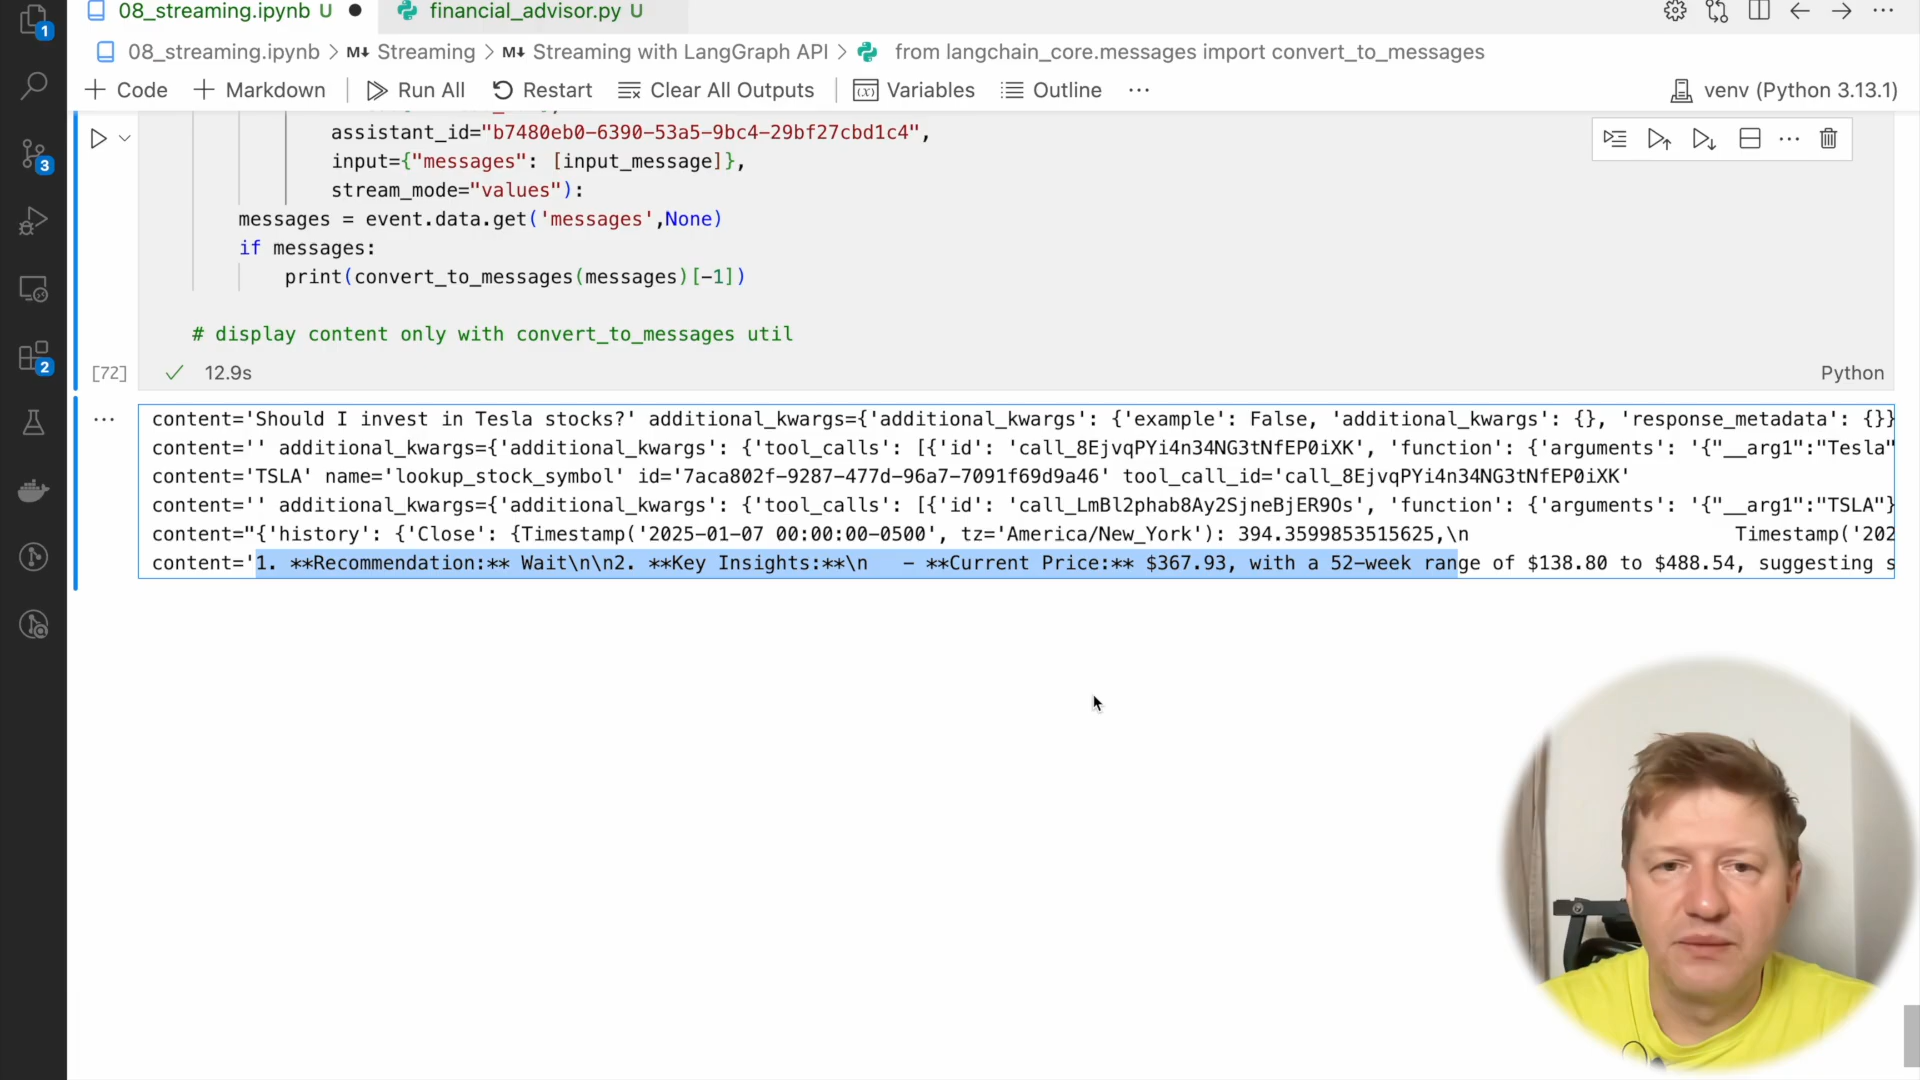 08_streaming.ipynb U
financial_advisor.py U
08_streaming.ipynb > M↓ Streaming > M↓ Streaming with LangGraph API > from langchain_core.messages import convert_to_messages
+ Code + Markdown Run All Restart Clear All Outputs (x) Variables Outline ... venv (Python 3.13.1)
1
3
2
assistant_id="b7480eb0-6390-53a5-9bc4-29bf27cbd1c4",
input={"messages": [input_message]},
stream_mode="values"):
messages = event.data.get('messages',None)
if messages:
print(convert_to_messages(messages)[-1])
# display content only with convert_to_messages util
[72] ✓ 12.9s Python
content='Should I invest in Tesla stocks?' additional_kwargs={'additional_kwargs': {'example': False, 'additional_kwargs': {}, 'response_metadata': {}}
content='' additional_kwargs={'additional_kwargs': {'tool_calls': [{'id': 'call_8EjvqPYi4n34NG3tNfEP0iXK', 'function': {'arguments': '{"__arg1":"Tesla"
content='TSLA' name='lookup_stock_symbol' id='7aca802f-9287-477d-96a7-7091f69d9a46' tool_call_id='call_8EjvqPYi4n34NG3tNfEP0iXK'
content='' additional_kwargs={'additional_kwargs': {'tool_calls': [{'id': 'call_LmBl2phab8Ay2SjneBjER9Os', 'function': {'arguments': '{"__arg1":"TSLA"}
content="{'history': {'Close': {Timestamp('2025-01-07 00:00:00-0500', tz='America/New_York'): 394.3599853515625,\n Timestamp('202
content='1. **Recommendation:** Wait\n\n2. **Key Insights:**\n – **Current Price:** $367.93, with a 52-week range of $138.80 to $488.54, suggesting s